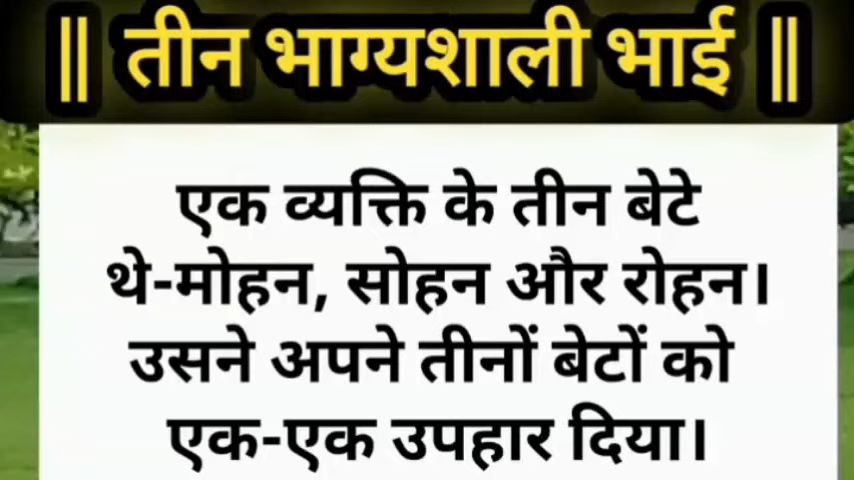 || तीन भाग्यशाली भाई ||
एक व्यक्ति के तीन बेटे
थे-मोहन, सोहन और रोहन।
उसने अपने तीनों बेटों को
एक-एक उपहार दिया।